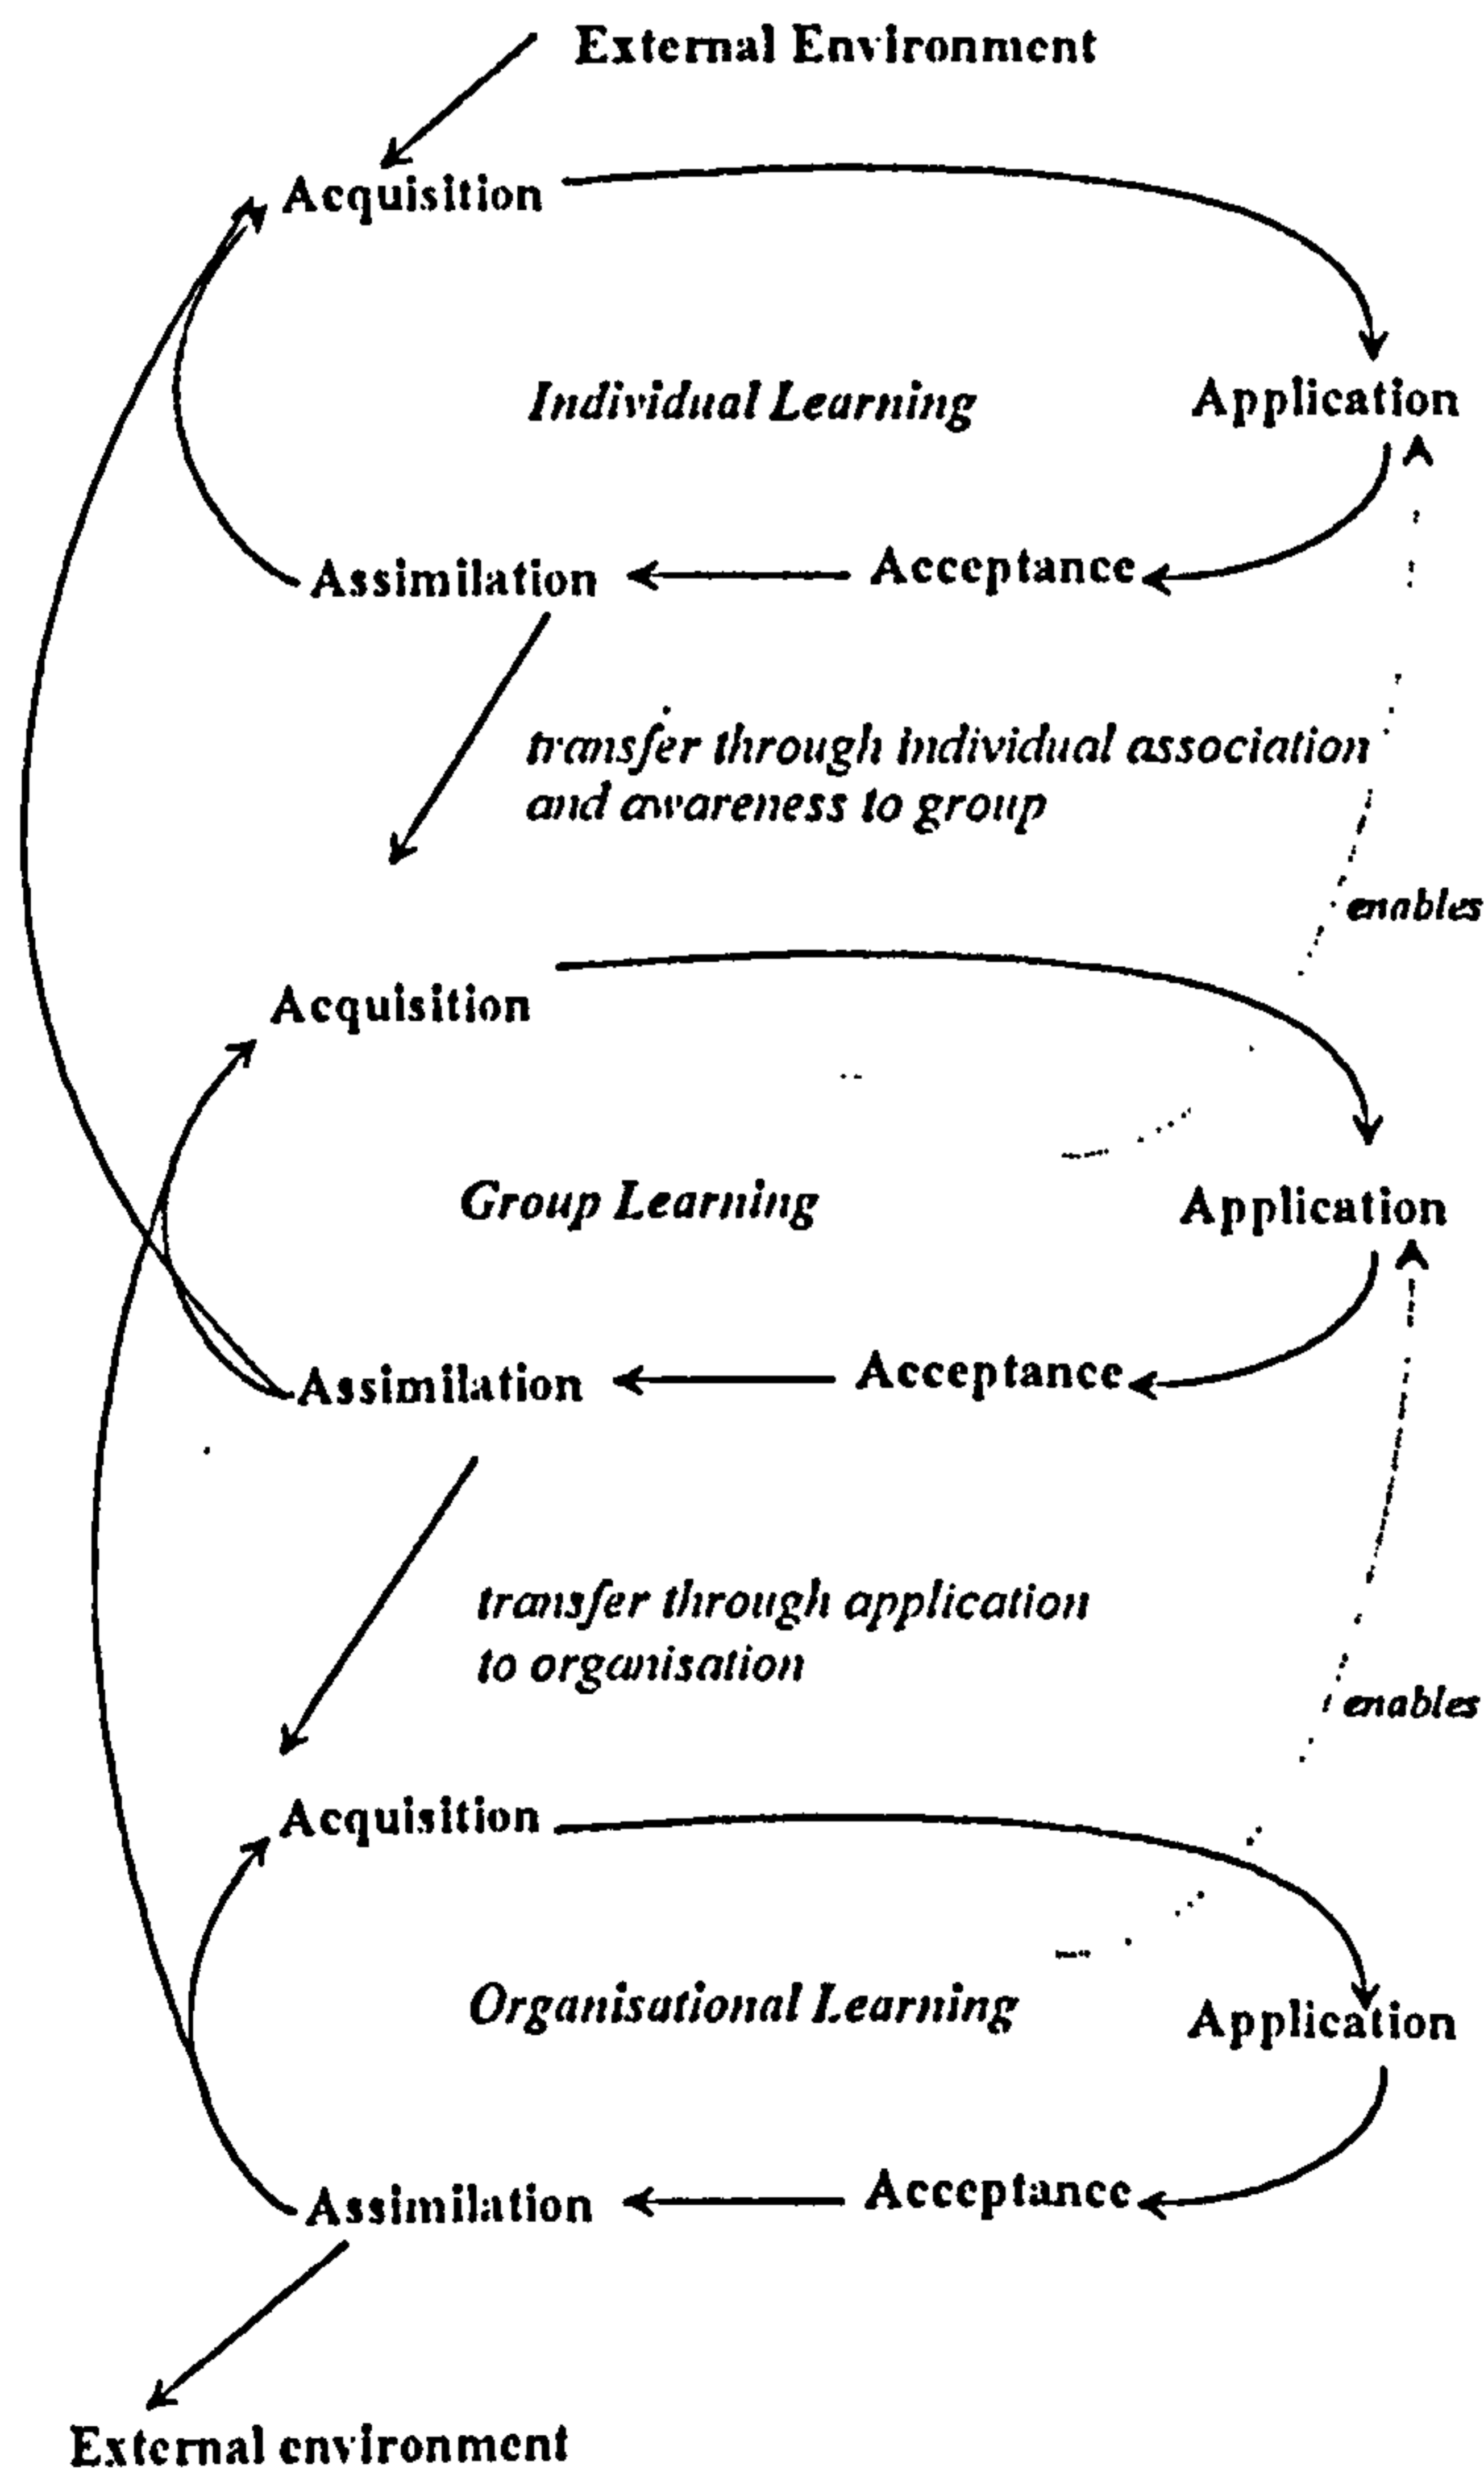 External Environment
Acquisition
Individual Learning
Application
Assimilation
Acceptance
transfer through individual association
and awareness to group
enables
Acquisition
Group Learning
Application
Assimilation
Acceptance
transfer through application
to organisation
enables
Acquisition
Organisational Learning
Application
Assimilation
Acceptance
External environment